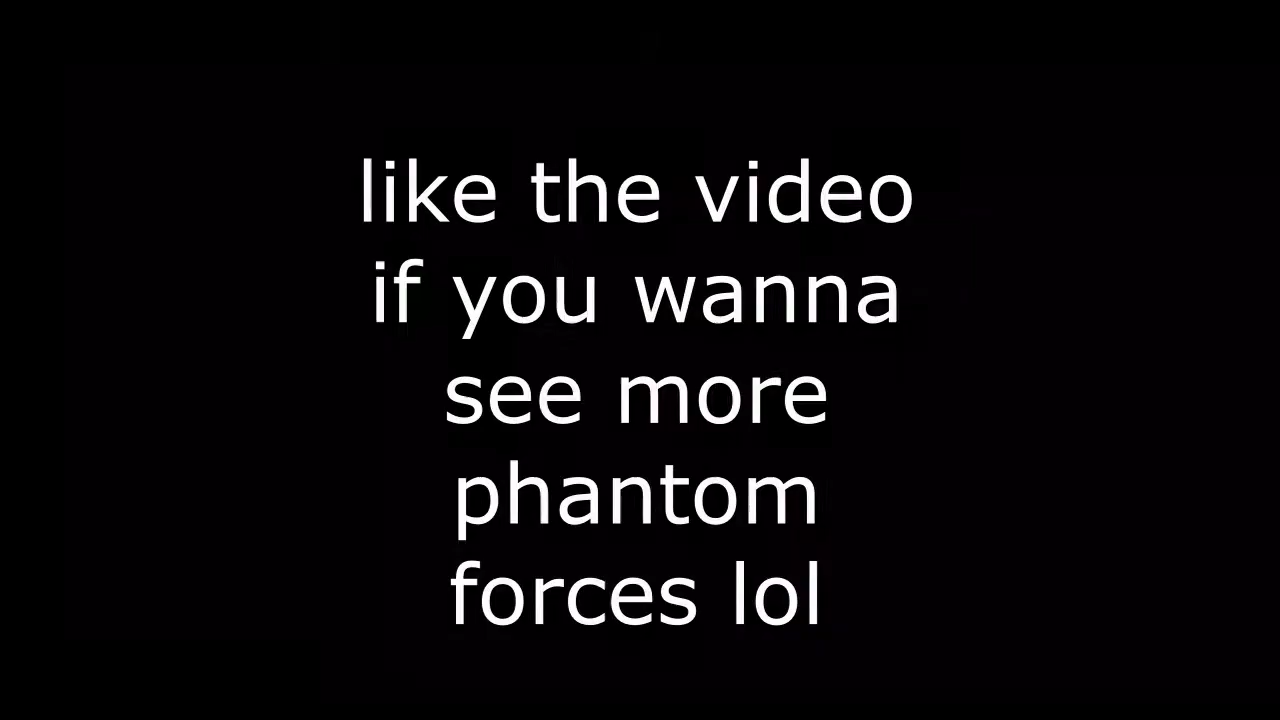 like the video
if you wanna
see more
phantom
forces lol